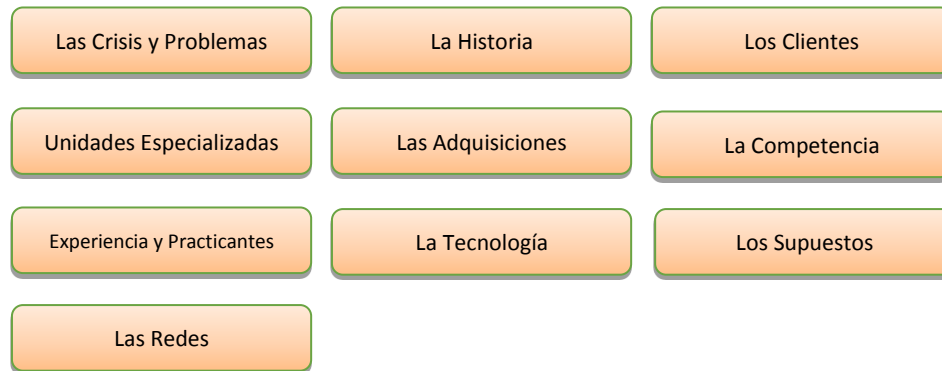 Las Crisis y Problemas
La Historia
Los Clientes
Unidades Especializadas
Las Adquisiciones
La Competencia
Experiencia y Practicantes
La Tecnología
Los Supuestos
Las Redes